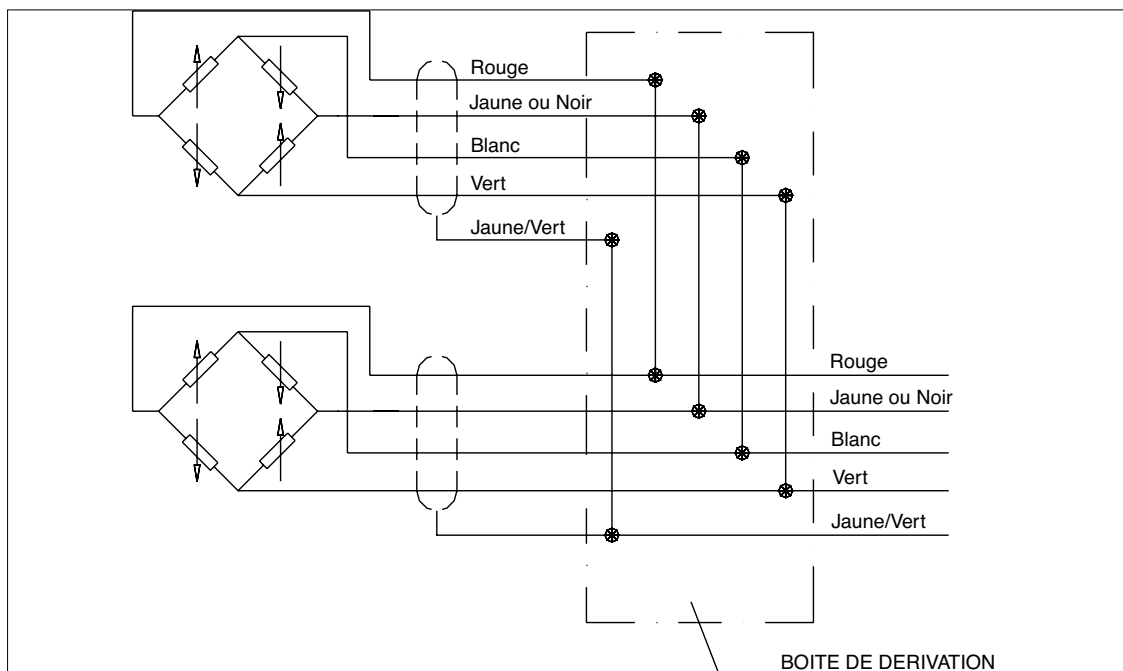 Rouge
Jaune ou Noir
Blanc
Vert
Jaune/Vert
Rouge
Jaune ou Noir
Blanc
Vert
Jaune/Vert
BOITE DE DERIVATION